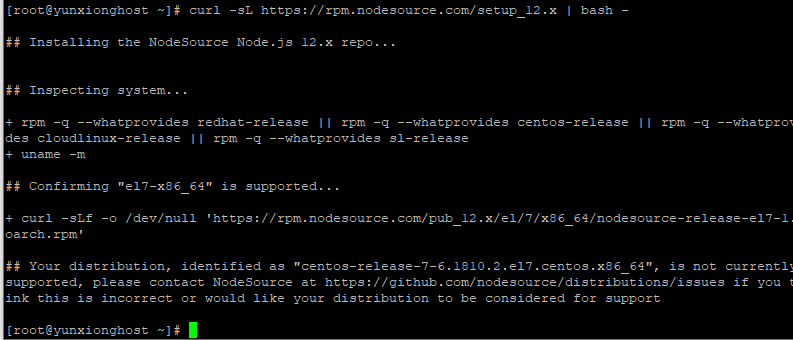 [root@yunxionghost ~]# curl -sL https://rpm.nodesource.com/setup_12.x | bash -
## Installing the NodeSource Node.js 12.x repo...
## Inspecting system...
+ rpm -q --whatprovides redhat-release || rpm -q --whatprovides centos-release || rpm -q --whatprov
des cloudlinux-release || rpm -q --whatprovides sl-release
+ uname -m
## Confirming "el7-x86_64" is supported...
+ curl -sLf -o /dev/null 'https://rpm.nodesource.com/pub_12.x/el/7/x86_64/nodesource-release-el7-1.
oarch.rpm'
## Your distribution, identified as "centos-release-7-6.1810.2.el7.centos.x86_64", is not currently
supported, please contact NodeSource at https://github.com/nodesource/distributions/issues if you t
ink this is incorrect or would like your distribution to be considered for support
[root@yunxionghost ~]#